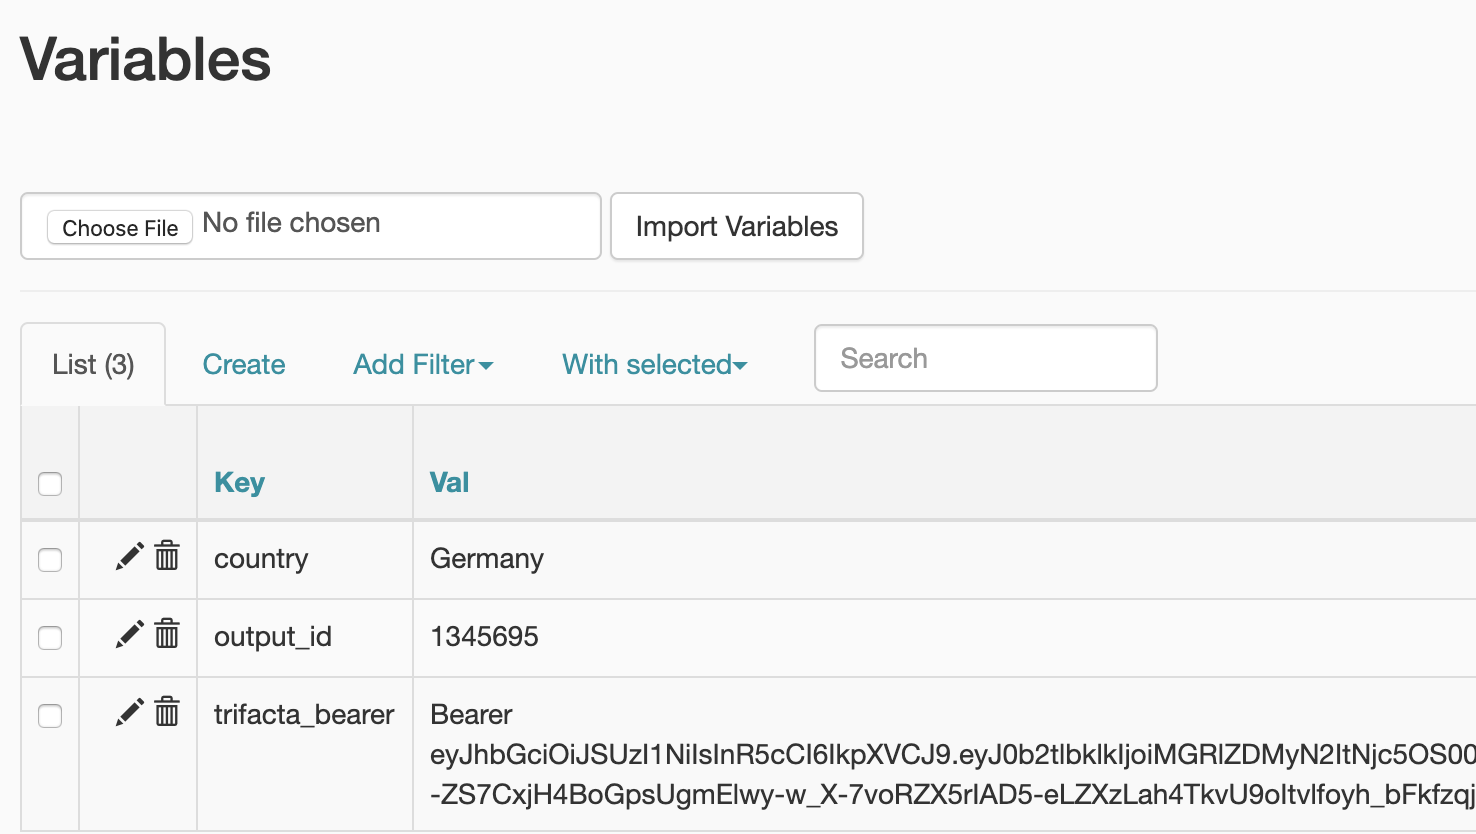 Variables
Choose File No file chosen Import Variables
List (3) Create Add Filter With selected Search
Key Val
country Germany
output_id 1345695
trifacta_bearer Bearer
eyJhbGciOiJSUzI1NiIsInR5cCI6IkpXVCJ9.eyJ0b2tlbklkIjoiMGRlZDMyN2ItNjc5OS00
-ZS7CxjH4BoGpsUgmElwy-w_X-7voRZX5rlAD5-eLZXzLah4TkvU9oltvlfoyh_bFkfzqj